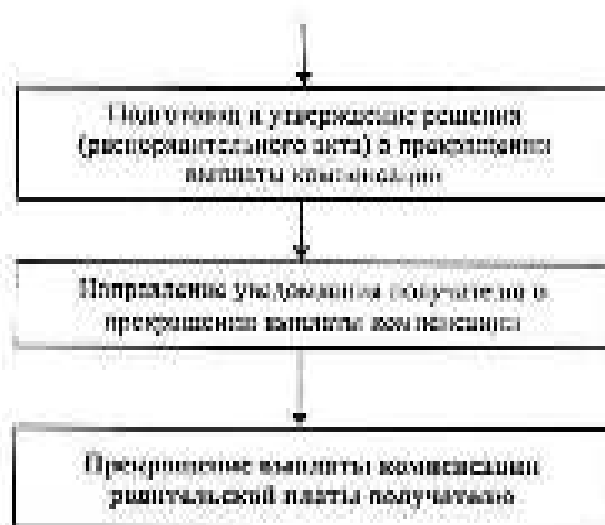 Подготовка и утверждение решения
(распорядительного акта) о прекращении
выплаты компенсации
Направление уведомления получателю о
прекращении выплаты компенсации
Прекращение выплаты компенсации
родительской платы получателю